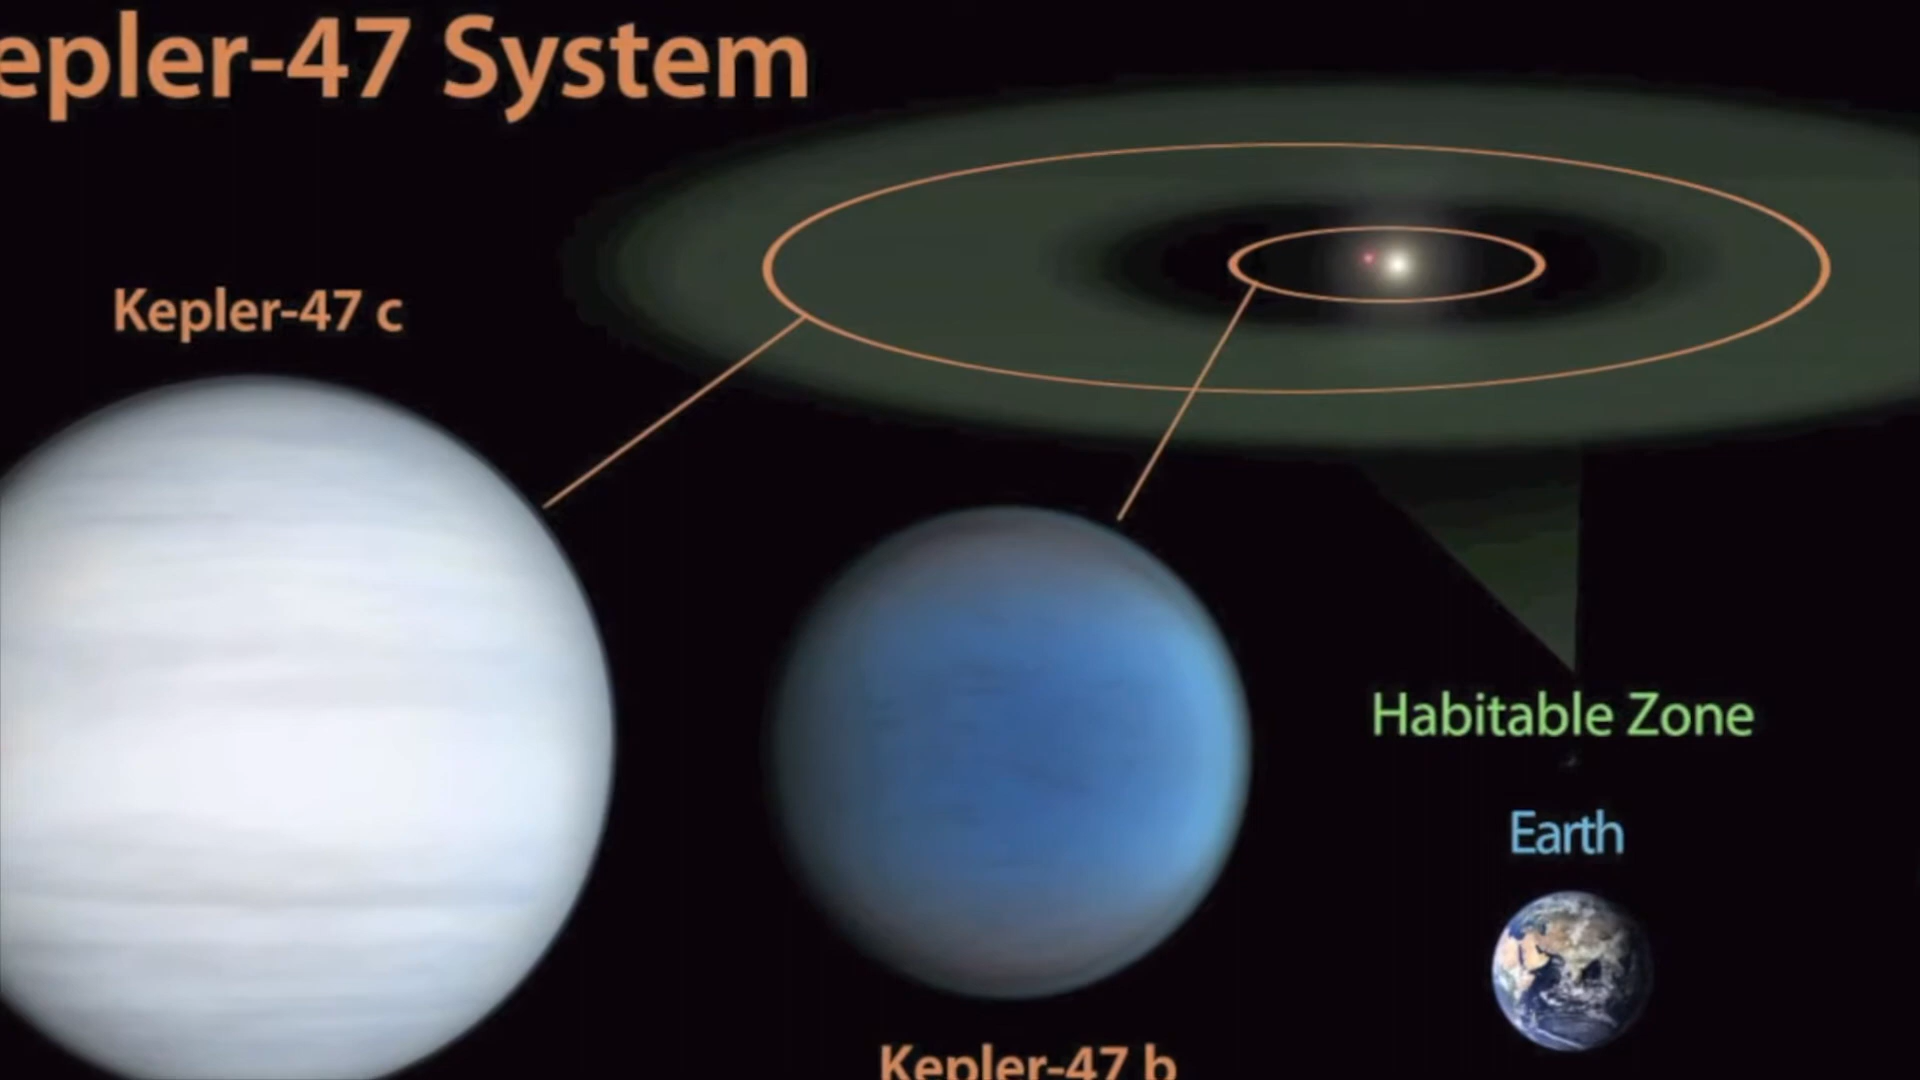 epler-47 System
Kepler-47 c
Habitable Zone
Earth
Kepler-47 b